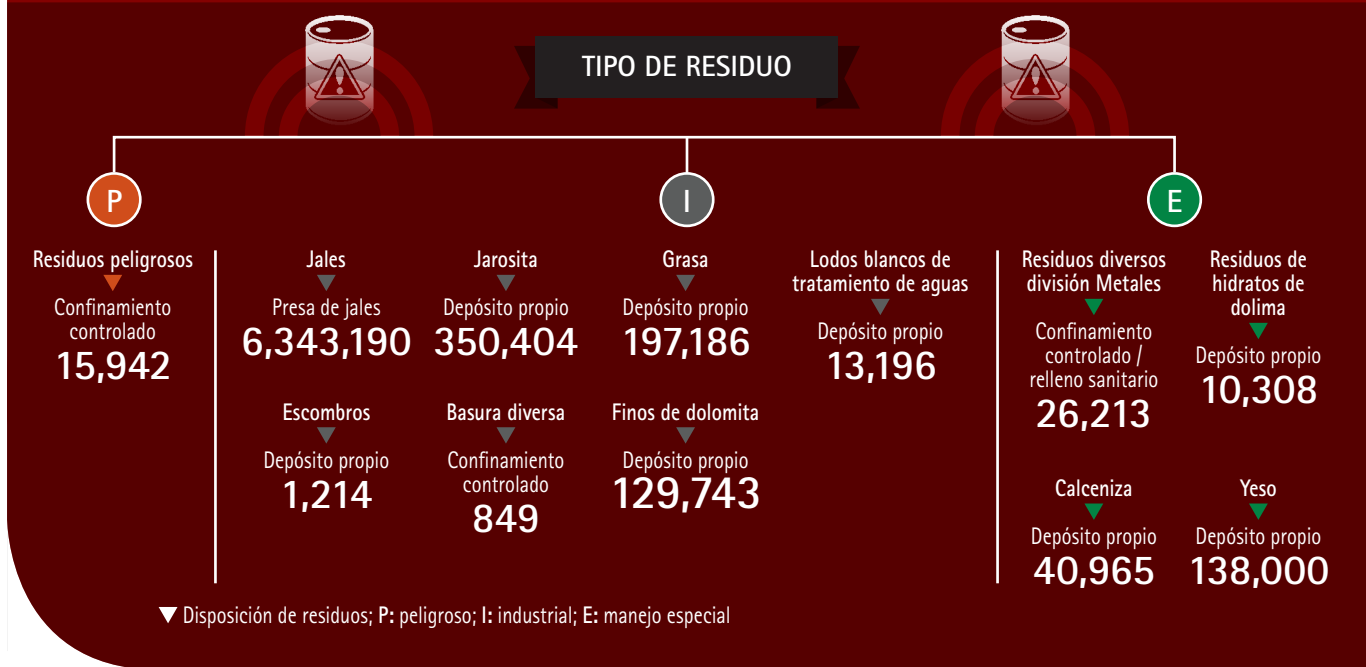 TIPO DE RESIDUO
P
Residuos peligrosos
Confinamiento
controlado
15,942
I
Jales
Presa de jales
6,343,190
Jarosita
Depósito propio
350,404
Grasa
Depósito propio
197,186
Lodos blancos de
tratamiento de aguas
Depósito propio
13,196
Escombros
Depósito propio
1,214
Basura diversa
Confinamiento
controlado
849
Finos de dolomita
Depósito propio
129,743
E
Residuos diversos
división Metales
Confinamiento
controlado /
relleno sanitario
26,213
Residuos de
hidratos de
dolima
Depósito propio
10,308
Calceniza
Depósito propio
40,965
Yeso
Depósito propio
138,000
▼ Disposición de residuos; P: peligroso; I: industrial; E: manejo especial